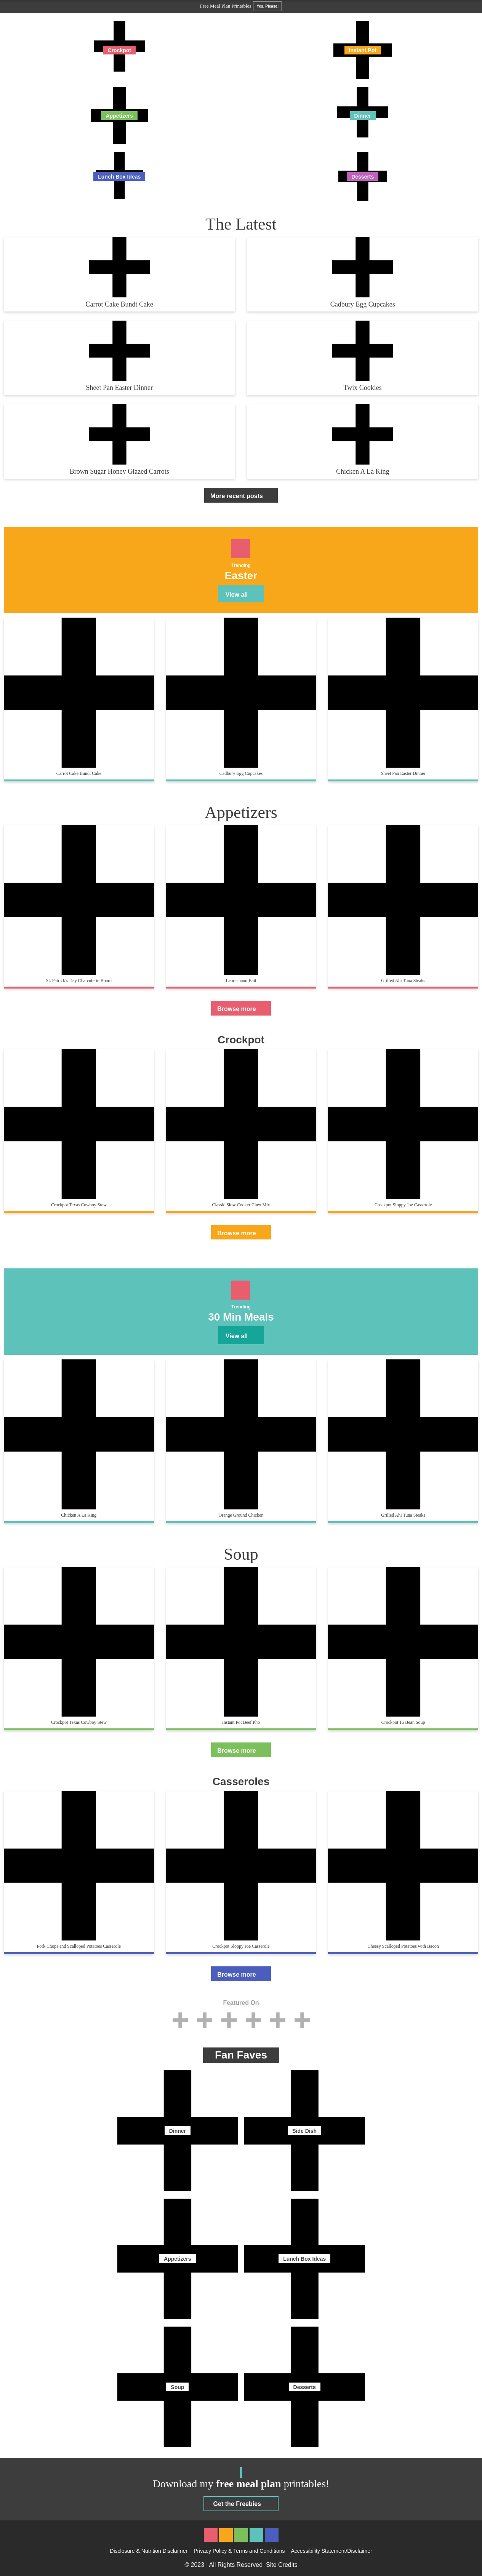 Free Meal Plan Printables Yes, Please!
Crockpot
Instant Pot
Appetizers
Dinner
Lunch Box Ideas
Desserts
The Latest
Carrot Cake Bundt Cake
Cadbury Egg Cupcakes
Sheet Pan Easter Dinner
Twix Cookies
Brown Sugar Honey Glazed Carrots
Chicken A La King
More recent posts
Trending
Easter
View all
Carrot Cake Bundt Cake
Cadbury Egg Cupcakes
Sheet Pan Easter Dinner
Appetizers
St. Patrick's Day Charcuterie Board
Leprechaun Bait
Grilled Ahi Tuna Steaks
Browse more
Crockpot
Crockpot Texas Cowboy Stew
Classic Slow Cooker Chex Mix
Crockpot Sloppy Joe Casserole
Browse more
Trending
30 Min Meals
View all
Chicken A La King
Orange Ground Chicken
Grilled Ahi Tuna Steaks
Soup
Crockpot Texas Cowboy Stew
Instant Pot Beef Pho
Crockpot 15 Bean Soup
Browse more
Casseroles
Pork Chops and Scalloped Potatoes Casserole
Crockpot Sloppy Joe Casserole
Cheesy Scalloped Potatoes with Bacon
Browse more
Featured On
Fan Faves
Dinner
Side Dish
Appetizers
Lunch Box Ideas
Soup
Desserts
Download my free meal plan printables!
Get the Freebies
Disclosure & Nutrition Disclaimer Privacy Policy & Terms and Conditions Accessibility Statement/Disclaimer
© 2023 · All Rights Reserved ·Site Credits